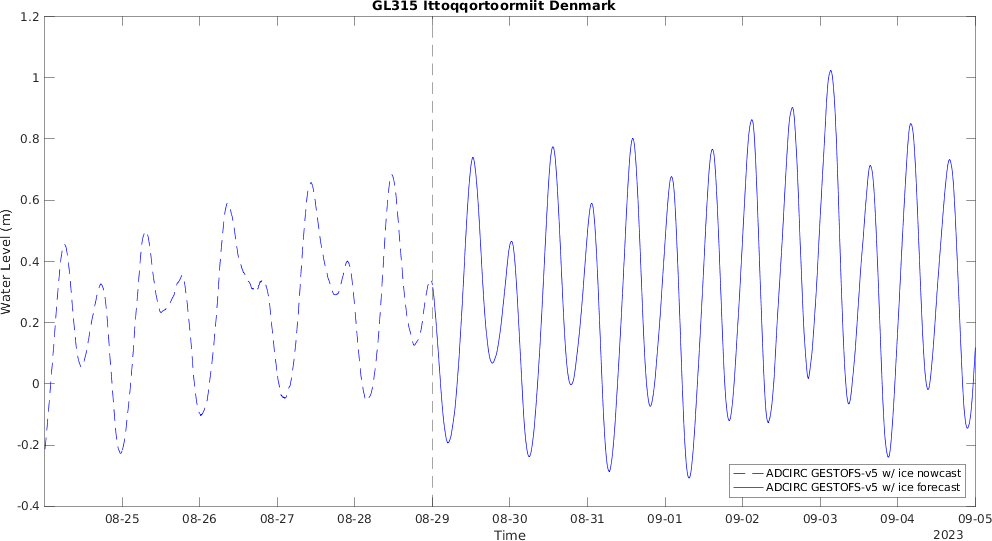 GL315 Ittoqqortoormiit Denmark
1.2
1
0.8
0.6
0.4
0.2
0
-0.2
-0.4
Water Level (m)
ADCIRC GESTOFS-v5 w/ ice nowcast
ADCIRC GESTOFS-v5 w/ ice forecast
08-25 08-26 08-27 08-28 08-29 08-30 08-31 09-01 09-02 09-03 09-04 09-05
Time
2023